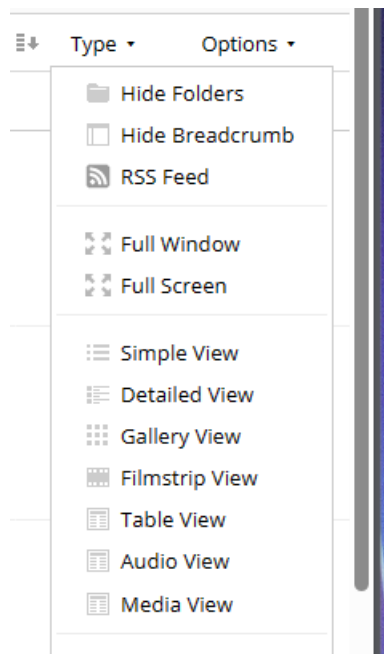 Type Options
Hide Folders
Hide Breadcrumb
RSS Feed
Full Window
Full Screen
Simple View
Detailed View
Gallery View
Filmstrip View
Table View
Audio View
Media View